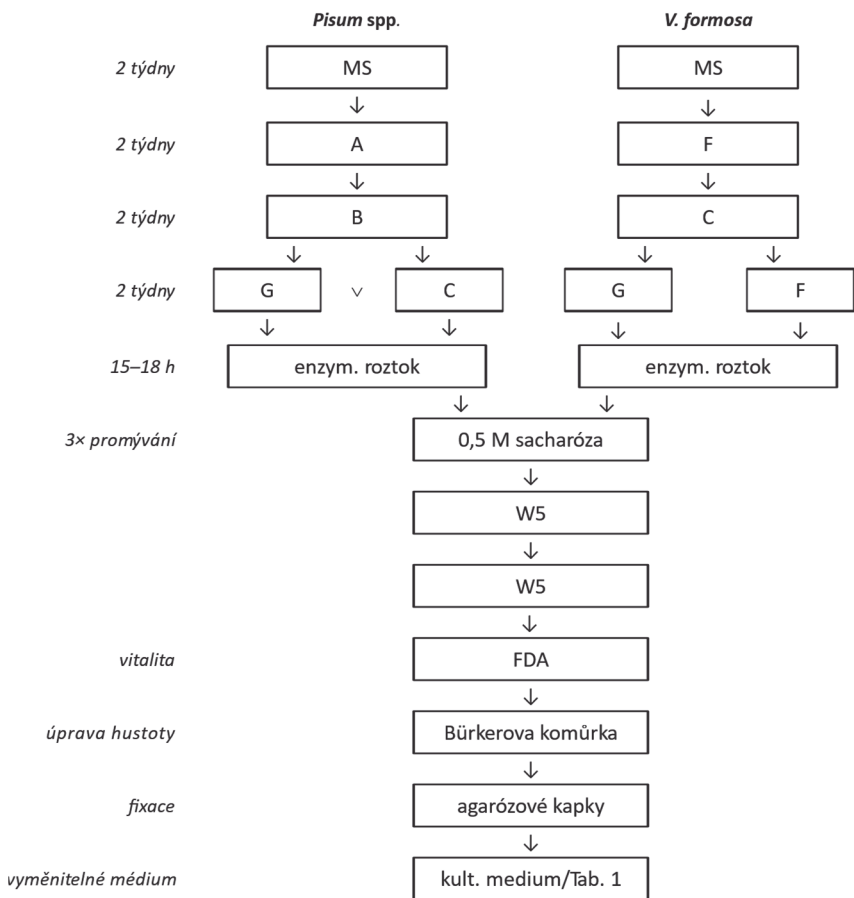 Pisum spp. V. formosa
2 týdny MS MS
2 týdny A F
2 týdny B C
2 týdny G v C G F
15–18 h enzym. roztok enzym. roztok
3× promývání 0,5 M sacharóza
W5
W5
vitalita FDA
úprava hustoty Bürkerova komůrka
fixace agarózové kapky
vyměnitelné médium kult. medium/Tab. 1